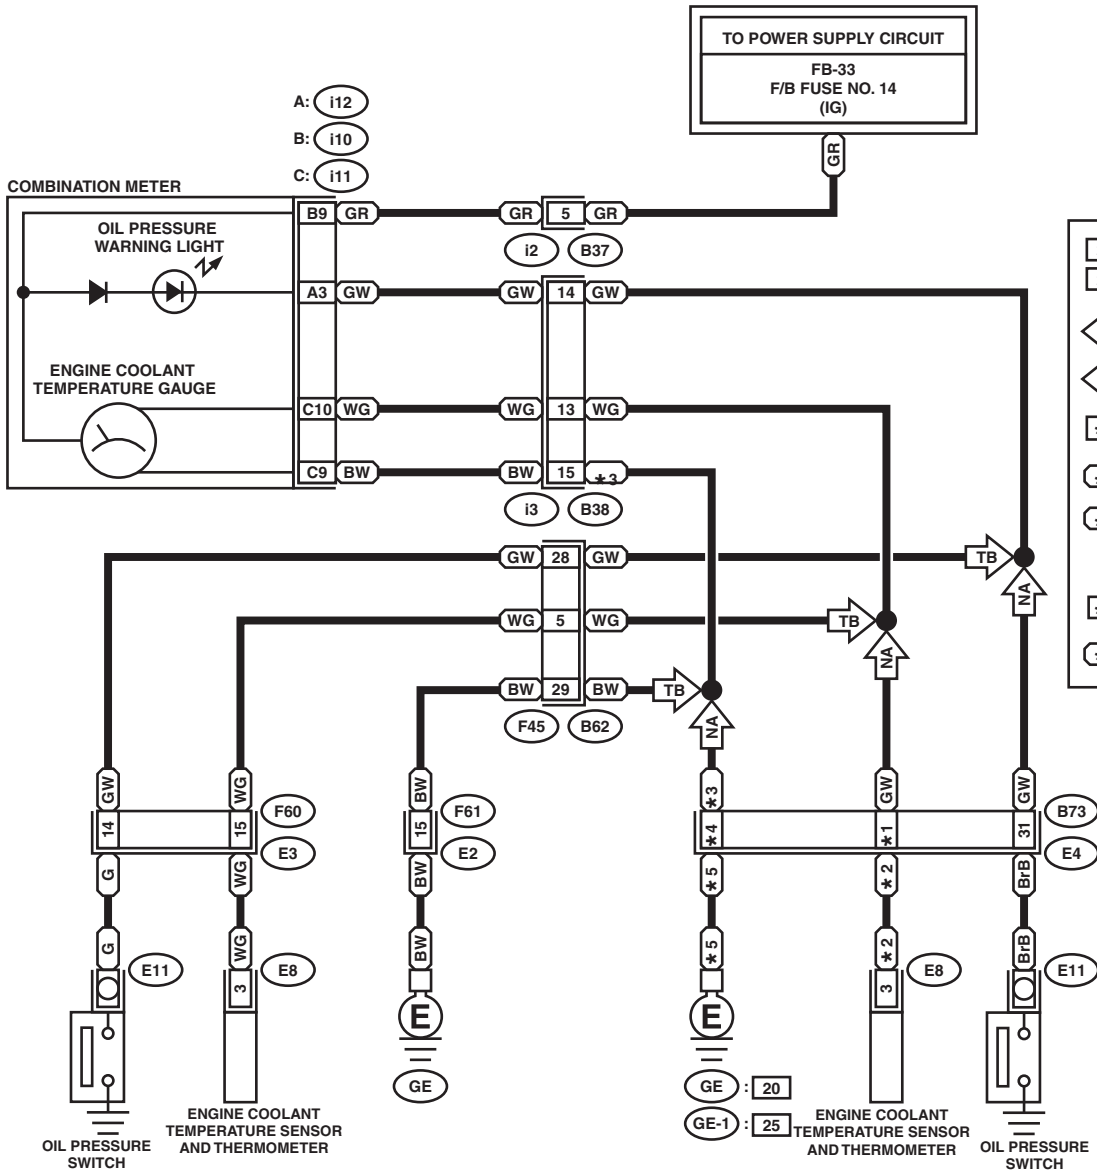 TO POWER SUPPLY CIRCUIT
FB-33
F/B FUSE NO. 14
(IG)
GR
A: i12
B: i10
C: i11
COMBINATION METER
B9 GR GR 5 GR
OIL PRESSURE
WARNING LIGHT
i2 B37
A3 GW GW 14 GW
ENGINE COOLANT
TEMPERATURE GAUGE
C10 WG WG 13 WG
C9 BW BW 15 *3
i3 B38
GW 28 GW TB
NA
WG 5 WG TB
NA
BW 29 BW TB
NA
F45 B62
GW WG BW *3 GW GW
F60 F61 B73
14 15 15 *4 *1 31
E3 E2 E4
G WG BW *5 *2 BrB
G WG BW *5 *2 BrB
E11 E8 E8 E11
3 3
E E
GE GE : 20
GE-1 : 25
ENGINE COOLANT
TEMPERATURE SENSOR
AND THERMOMETER
OIL PRESSURE
SWITCH
ENGINE COOLANT
TEMPERATURE SENSOR
AND THERMOMETER
OIL PRESSURE
SWITCH